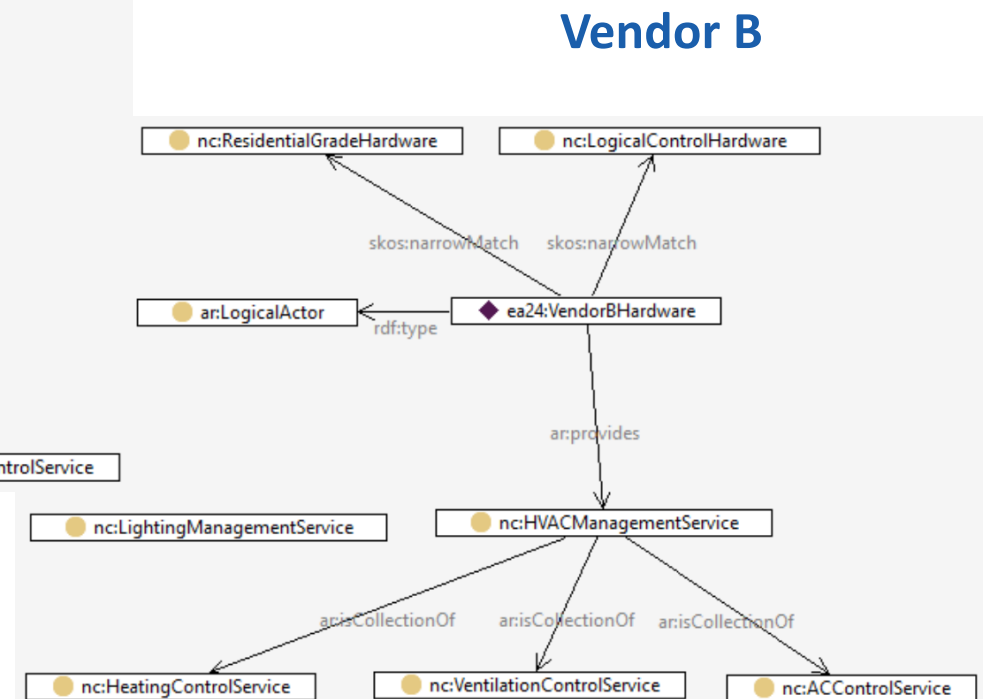 Vendor B
nc:ResidentialGradeHardware
nc:LogicalControlHardware
skos:narrowMatch
skos:narrowMatch
ar:LogicalActor
rdf:type
ea24:VendorBHardware
ar:provides
ntrolService
nc:LightingManagementService
nc:HVACManagementService
ar:isCollectionOf
ar:isCollectionOf
ar:isCollectionOf
nc:HeatingControlService
nc:VentilationControlService
nc:ACControlService